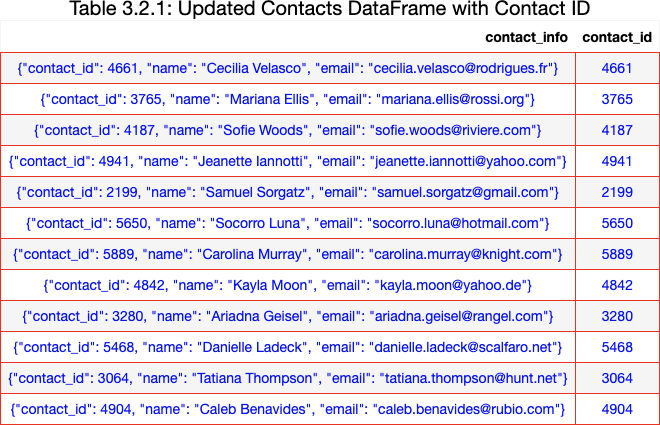 Table 3.2.1: Updated Contacts DataFrame with Contact ID
contact_info contact_id
{"contact_id": 4661, "name": "Cecilia Velasco", "email": "cecilia.velasco@rodrigues.fr"} 4661
{"contact_id": 3765, "name": "Mariana Ellis", "email": "mariana.ellis@rossi.org"} 3765
{"contact_id": 4187, "name": "Sofie Woods", "email": "sofie.woods@riviere.com"} 4187
{"contact_id": 4941, "name": "Jeanette Iannotti", "email": "jeanette.iannotti@yahoo.com"} 4941
{"contact_id": 2199, "name": "Samuel Sorgatz", "email": "samuel.sorgatz@gmail.com"} 2199
{"contact_id": 5650, "name": "Socorro Luna", "email": "socorro.luna@hotmail.com"} 5650
{"contact_id": 5889, "name": "Carolina Murray", "email": "carolina.murray@knight.com"} 5889
{"contact_id": 4842, "name": "Kayla Moon", "email": "kayla.moon@yahoo.de"} 4842
{"contact_id": 3280, "name": "Ariadna Geisel", "email": "ariadna.geisel@rangel.com"} 3280
{"contact_id": 5468, "name": "Danielle Ladeck", "email": "danielle.ladeck@scalfaro.net"} 5468
{"contact_id": 3064, "name": "Tatiana Thompson", "email": "tatiana.thompson@hunt.net"} 3064
{"contact_id": 4904, "name": "Caleb Benavides", "email": "caleb.benavides@rubio.com"} 4904